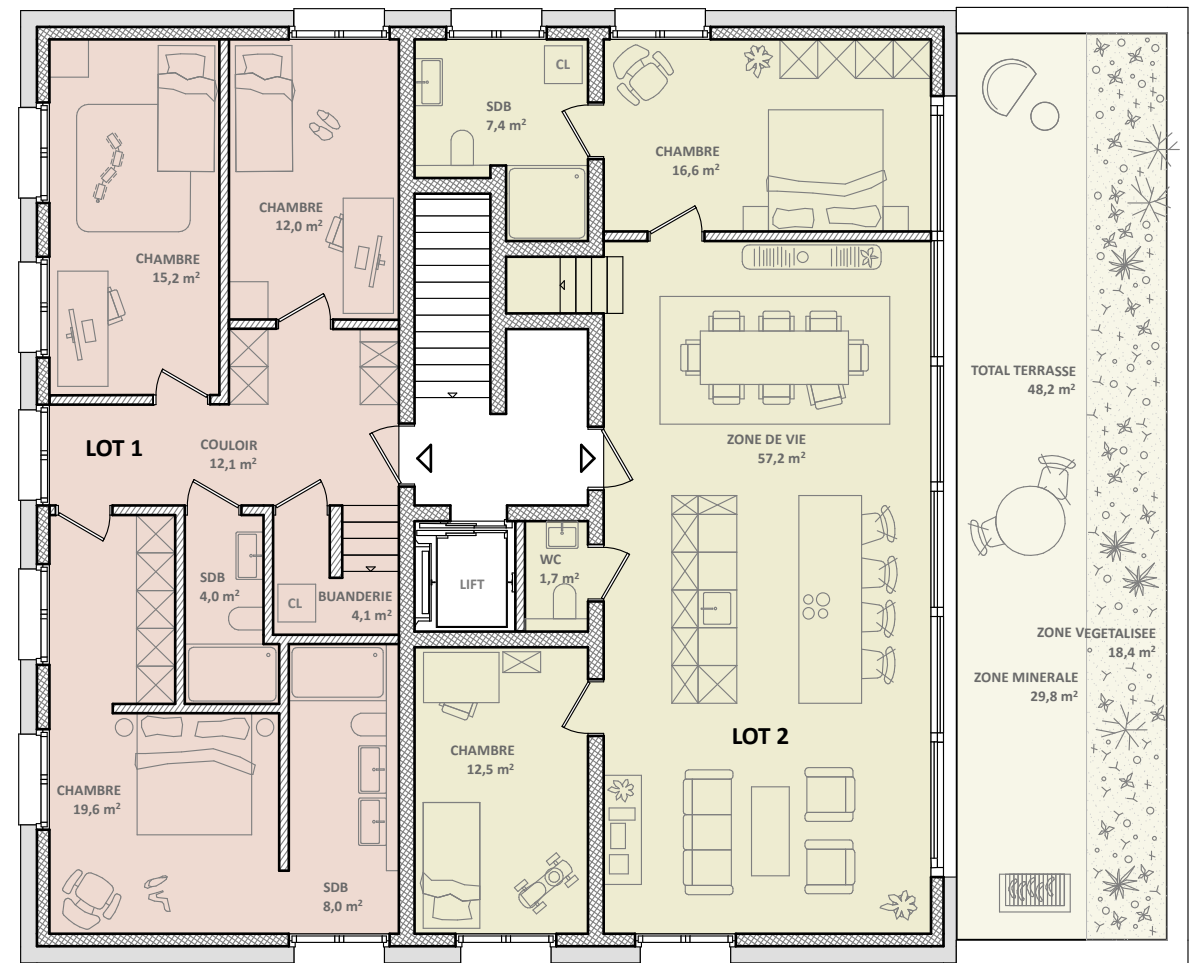 CL
SDB
7,4 m²
CHAMBRE
16,6 m²
CHAMBRE
12,0 m²
CHAMBRE
15,2 m²
TOTAL TERRASSE
48,2 m²
LOT 1
COULOIR
12,1 m²
ZONE DE VIE
57,2 m²
SDB
4,0 m²
CL
BUANDERIE
4,1 m²
LIFT
WC
1,7 m²
ZONE VEGETALISEE
18,4 m²
ZONE MINERALE
29,8 m²
LOT 2
CHAMBRE
12,5 m²
CHAMBRE
19,6 m²
SDB
8,0 m²